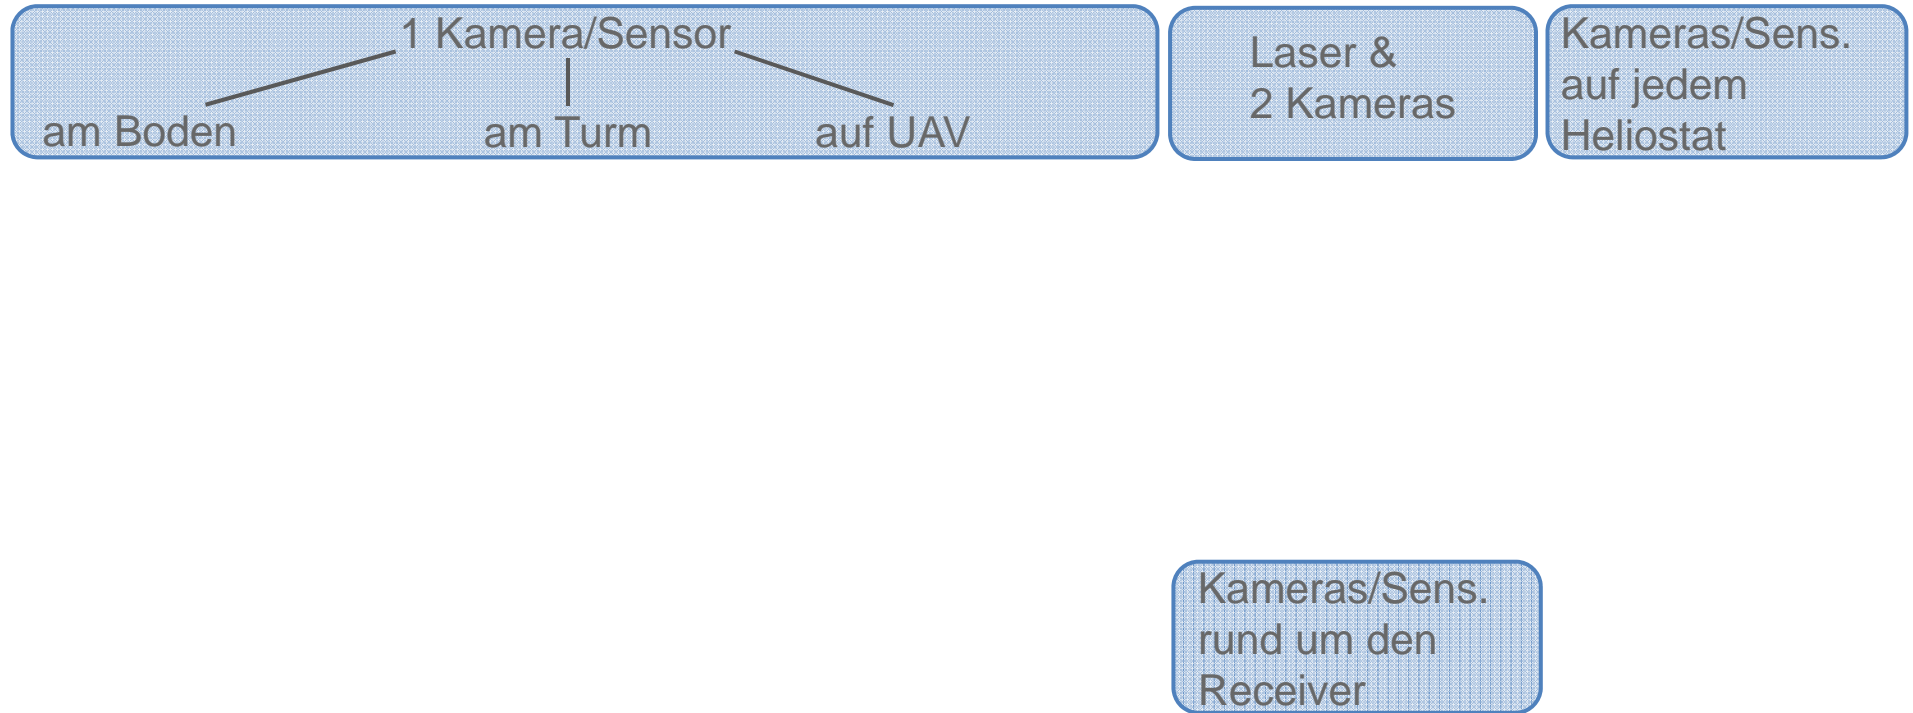 1 Kamera/Sensor
am Boden
am Turm
auf UAV
Laser &
2 Kameras
Kameras/Sens.
auf jedem
Heliostat
Kameras/Sens.
rund um den
Receiver